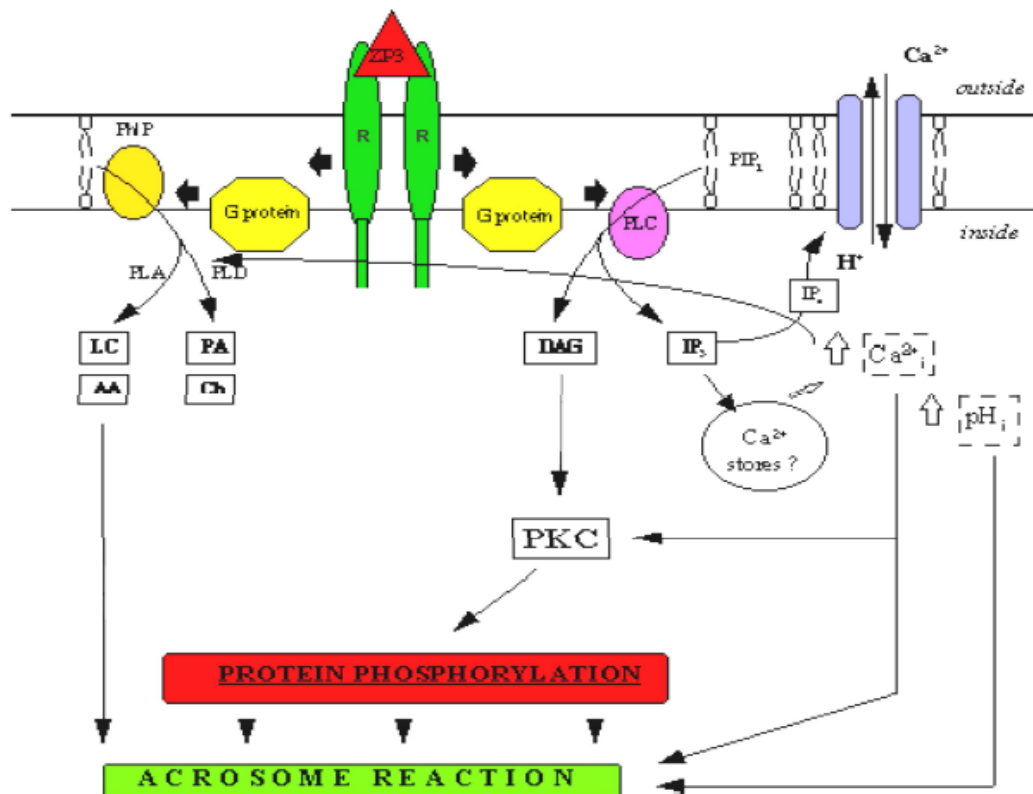 ZP3
Ca²⁺
outside
R
R
PIP₂
G protein
G protein
PLC
inside
PLA
PLD
H⁺
IP₄
LC
PA
DAG
IP₃
Ca²⁺ᵢ
AA
Ch
pHᵢ
Ca²⁺
stores ?
PKC
PROTEIN PHOSPHORYLATION
ACROSOME REACTION